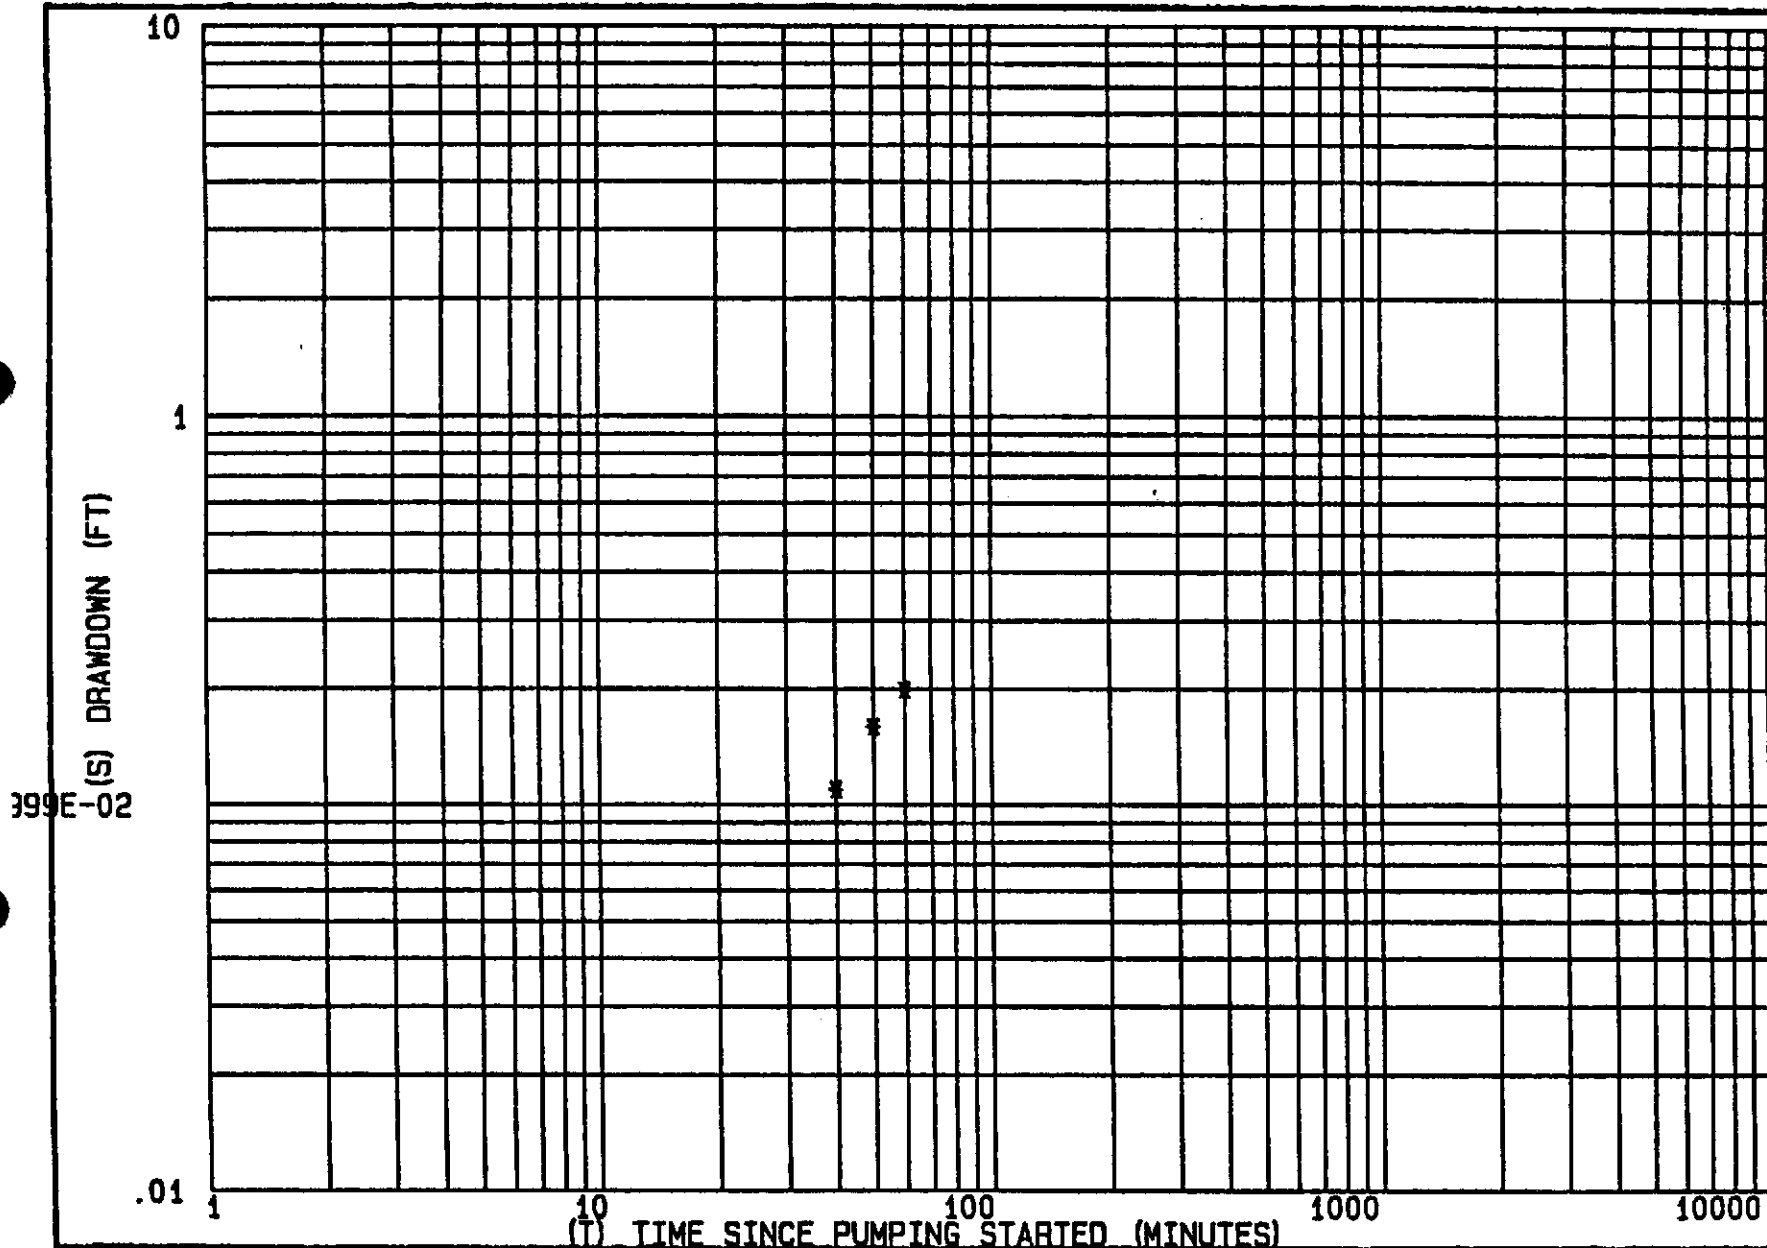 10
1
(S) DRAWDOWN (FT)
399E-02
.01
1 10 100 1000 10000
(T) TIME SINCE PUMPING STARTED (MINUTES)